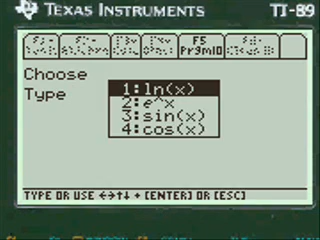 TEXAS INSTRUMENTS TI-89
F5
PrgmIO
Choose
Type
1:ln(x)
2:e^x
3:sin(x)
4:cos(x)
TYPE OR USE ←→↑↓ + [ENTER] OR [ESC]